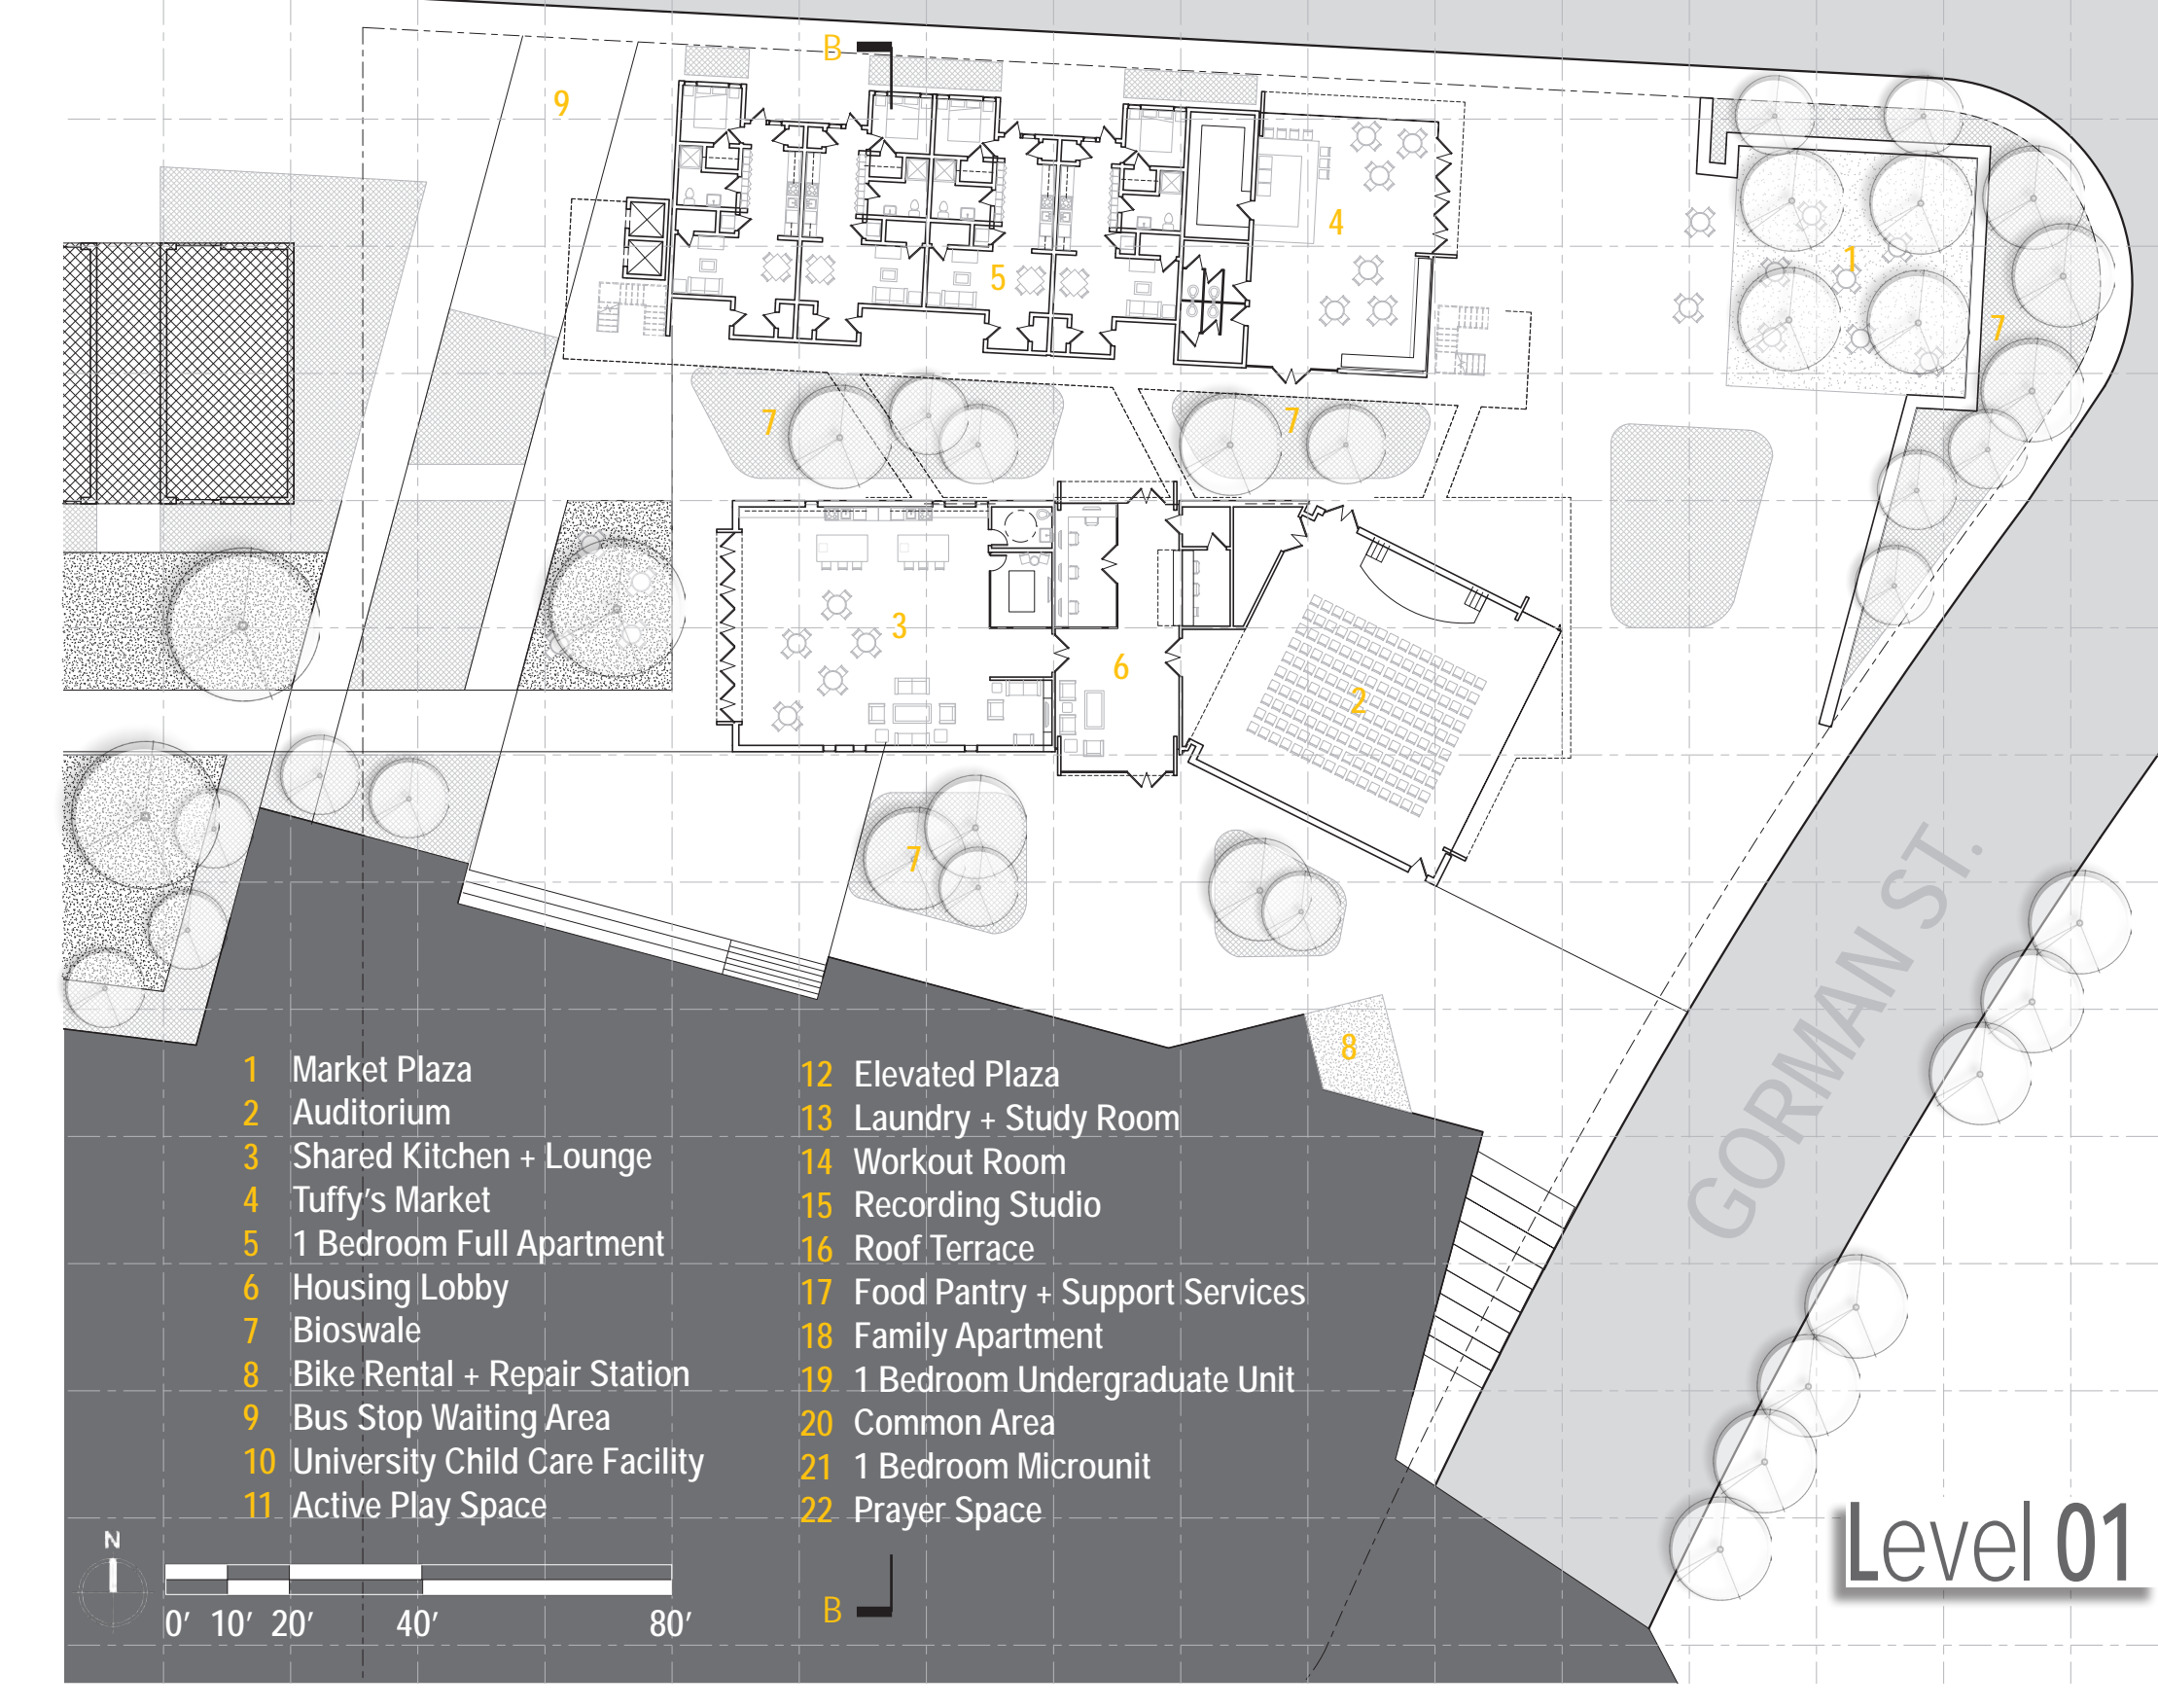 B
9
4
1
5
7
7
7
3
6
2
7
8
GORMAN ST.
1 Market Plaza
2 Auditorium
3 Shared Kitchen + Lounge
4 Tuffy's Market
5 1 Bedroom Full Apartment
6 Housing Lobby
7 Bioswale
8 Bike Rental + Repair Station
9 Bus Stop Waiting Area
10 University Child Care Facility
11 Active Play Space
12 Elevated Plaza
13 Laundry + Study Room
14 Workout Room
15 Recording Studio
16 Roof Terrace
17 Food Pantry + Support Services
18 Family Apartment
19 1 Bedroom Undergraduate Unit
20 Common Area
21 1 Bedroom Microunit
22 Prayer Space
N
0' 10' 20' 40' 80'
B
Level 01